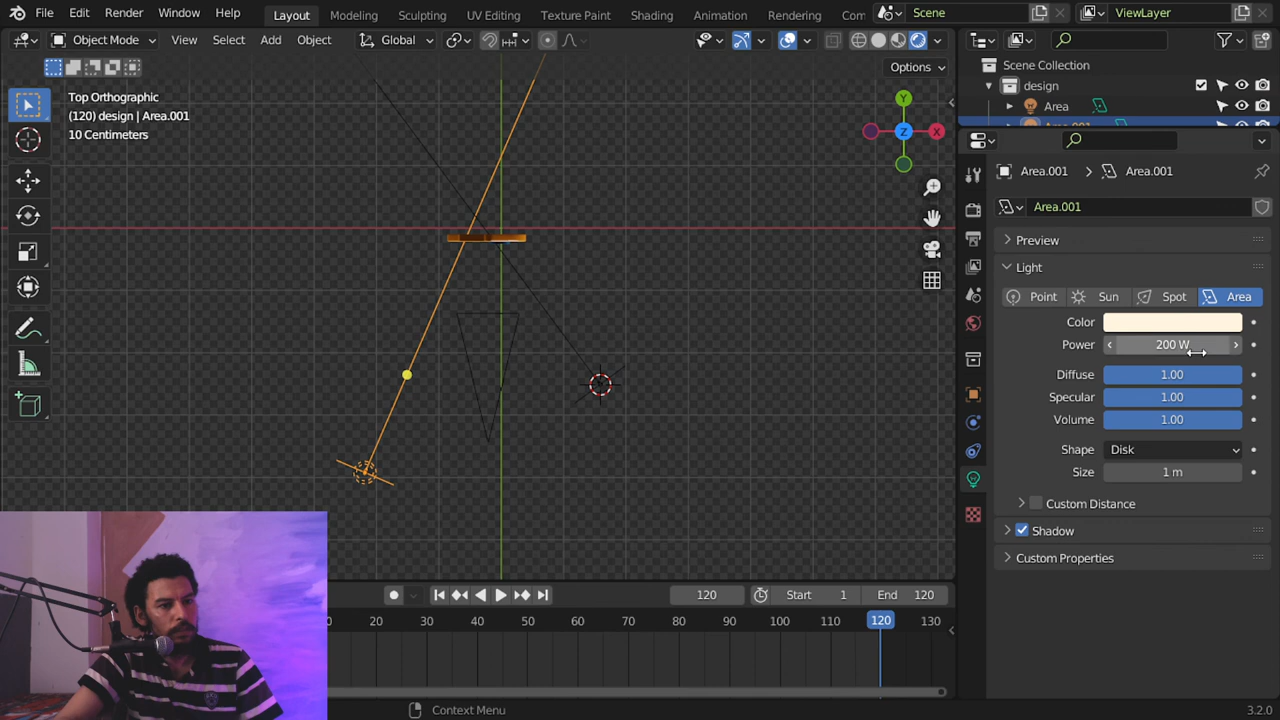 File Edit Render Window Help Layout Modeling Sculpting UV Editing Texture Paint Shading Animation Rendering Com Scene ViewLayer
Object Mode View Select Add Object Global
Options
Top Orthographic
(120) design | Area.001
10 Centimeters
Y
Z X
Scene Collection
design
Area
Area.001 Area.001
Area.001
Preview
Light
Point Sun Spot Area
Color
Power 200 W
Diffuse 1.00
Specular 1.00
Volume 1.00
Shape Disk
Size 1 m
Custom Distance
Shadow
Custom Properties
120 Start 1 End 120
20 30 40 50 60 70 80 90 100 110 120 130
Context Menu 3.2.0